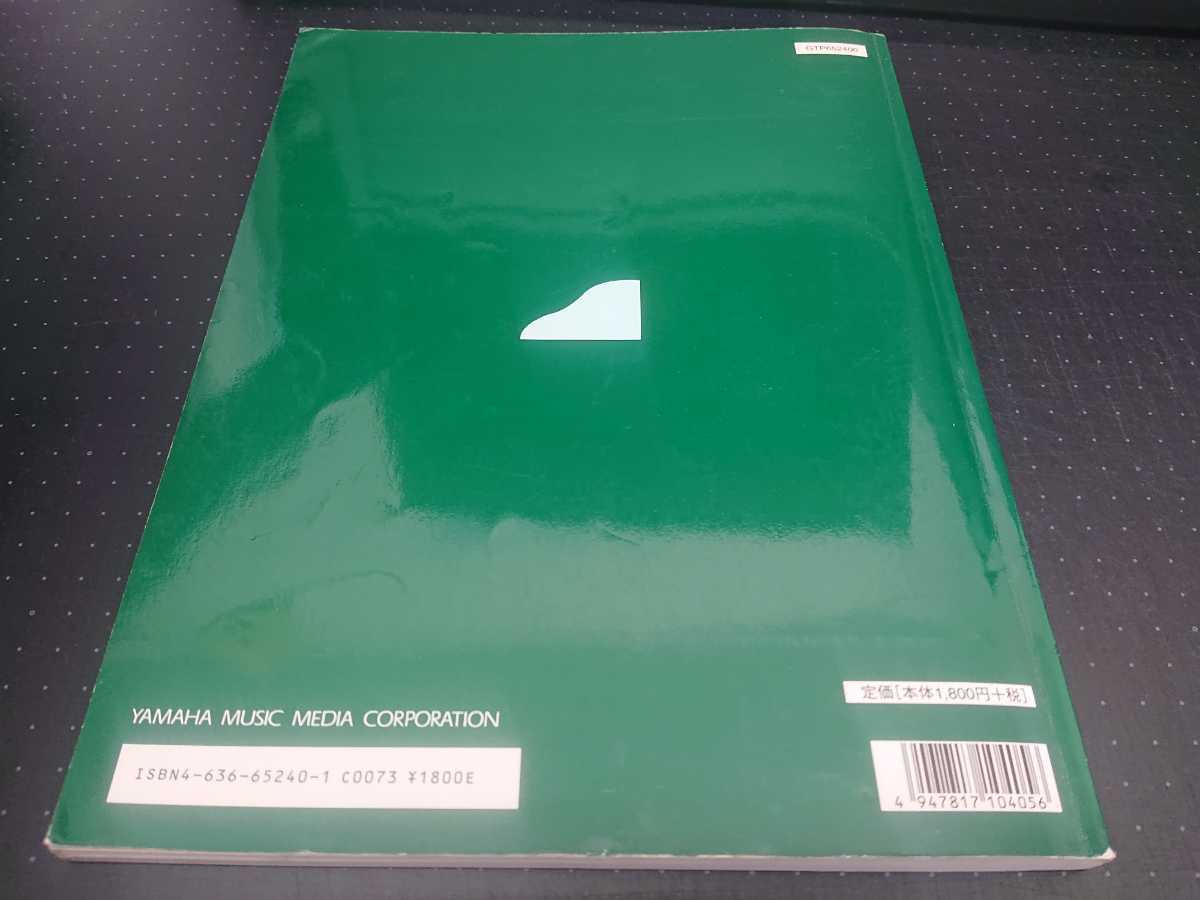 GTP652400
定価[本体1,800円+税]
YAMAHA MUSIC MEDIA CORPORATION
ISBN4-636-65240-1 C0073 ¥1800E
4 947817 104056